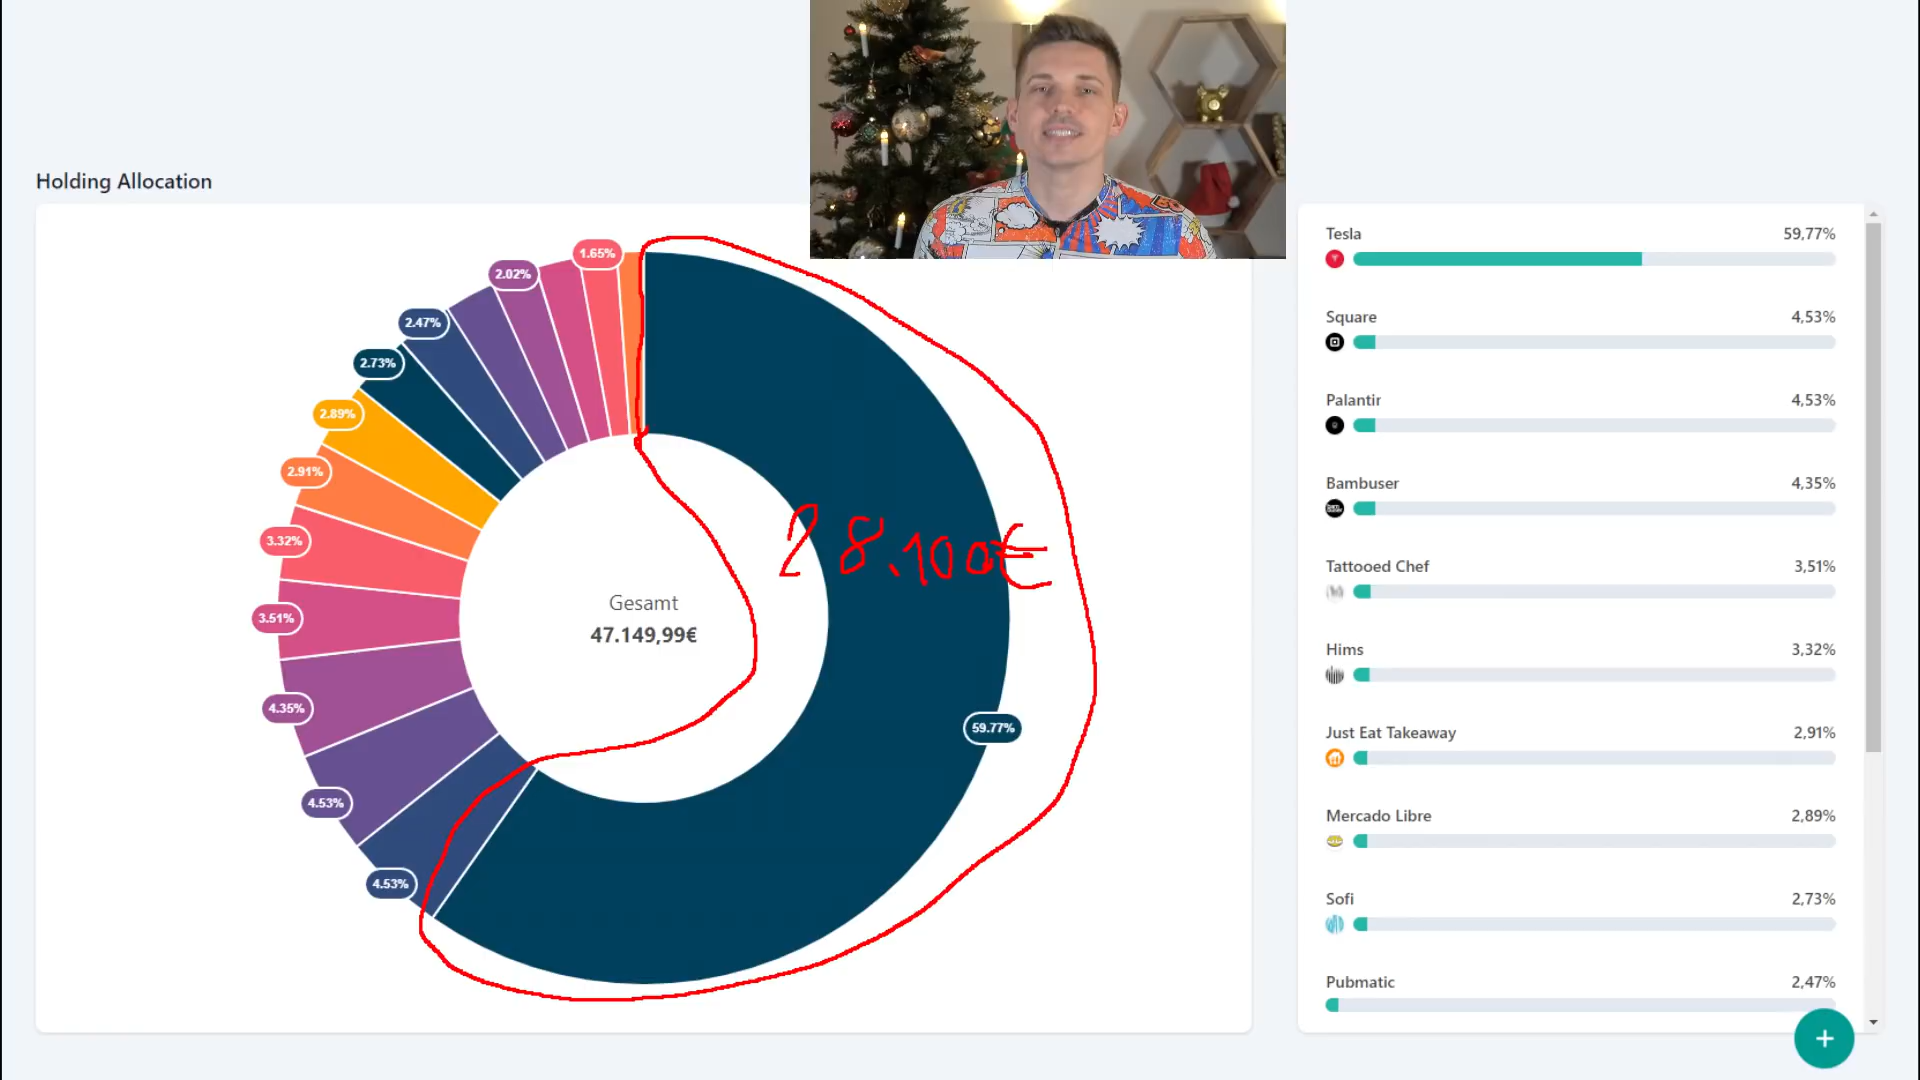 Holding Allocation
1.65%
2.02%
2.47%
2.73%
2.89%
2.91%
3.32%
3.51%
4.35%
4.53%
4.53%
59.77%
28.100€
Gesamt
47.149,99€
Tesla 59,77%
Square 4,53%
Palantir 4,53%
Bambuser 4,35%
Tattooed Chef 3,51%
Hims 3,32%
Just Eat Takeaway 2,91%
Mercado Libre 2,89%
Sofi 2,73%
Pubmatic 2,47%
+